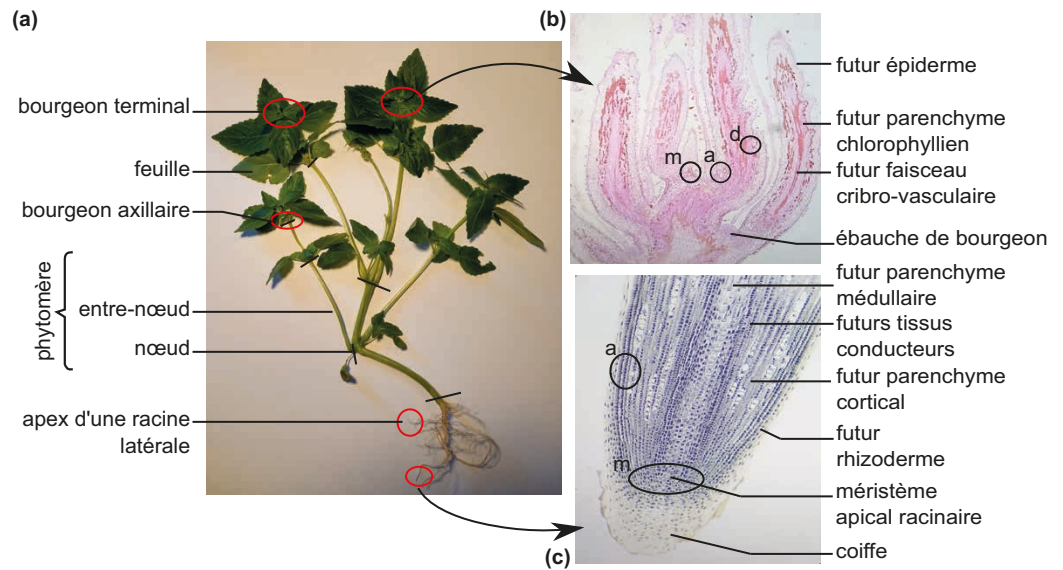 (a)
bourgeon terminal
feuille
bourgeon axillaire
phytomère
entre-nœud
nœud
apex d'une racine
latérale
(b)
futur épiderme
futur parenchyme
chlorophyllien
futur faisceau
cribro-vasculaire
ébauche de bourgeon
m
a
d
futur parenchyme
médullaire
futurs tissus
conducteurs
futur parenchyme
cortical
futur
rhizoderme
méristème
apical racinaire
coiffe
a
m
(c)